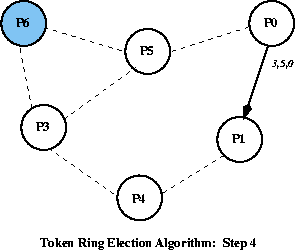 P6
P0
P5
3,5,0
P3
P1
P4
Token Ring Election Algorithm: Step 4